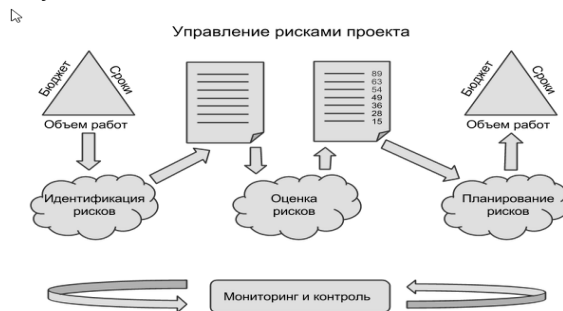 Управление рисками проекта
Бюджет
Сроки
Объем работ
89
63
54
49
36
28
15
Бюджет
Сроки
Объем работ
Идентификация
рисков
Оценка
рисков
Планирование
рисков
Мониторинг и контроль